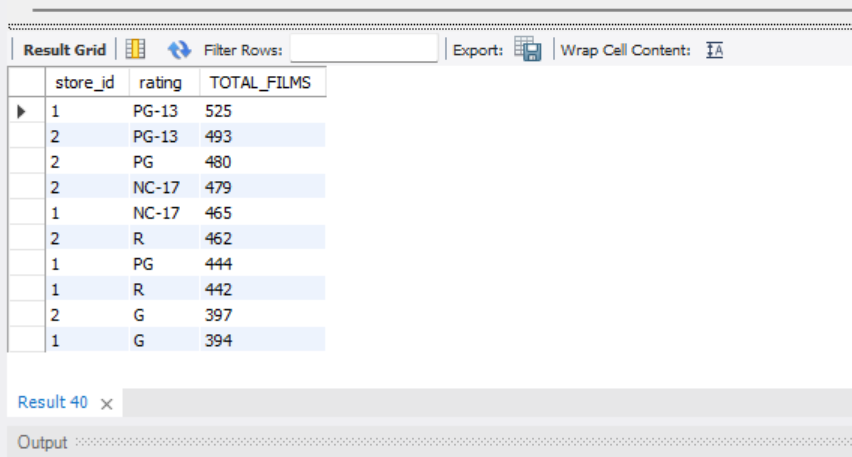 Result Grid Filter Rows: Export: Wrap Cell Content: IA
store_id rating TOTAL_FILMS
1 PG-13 525
2 PG-13 493
2 PG 480
2 NC-17 479
1 NC-17 465
2 R 462
1 PG 444
1 R 442
2 G 397
1 G 394
Result 40 ×
Output